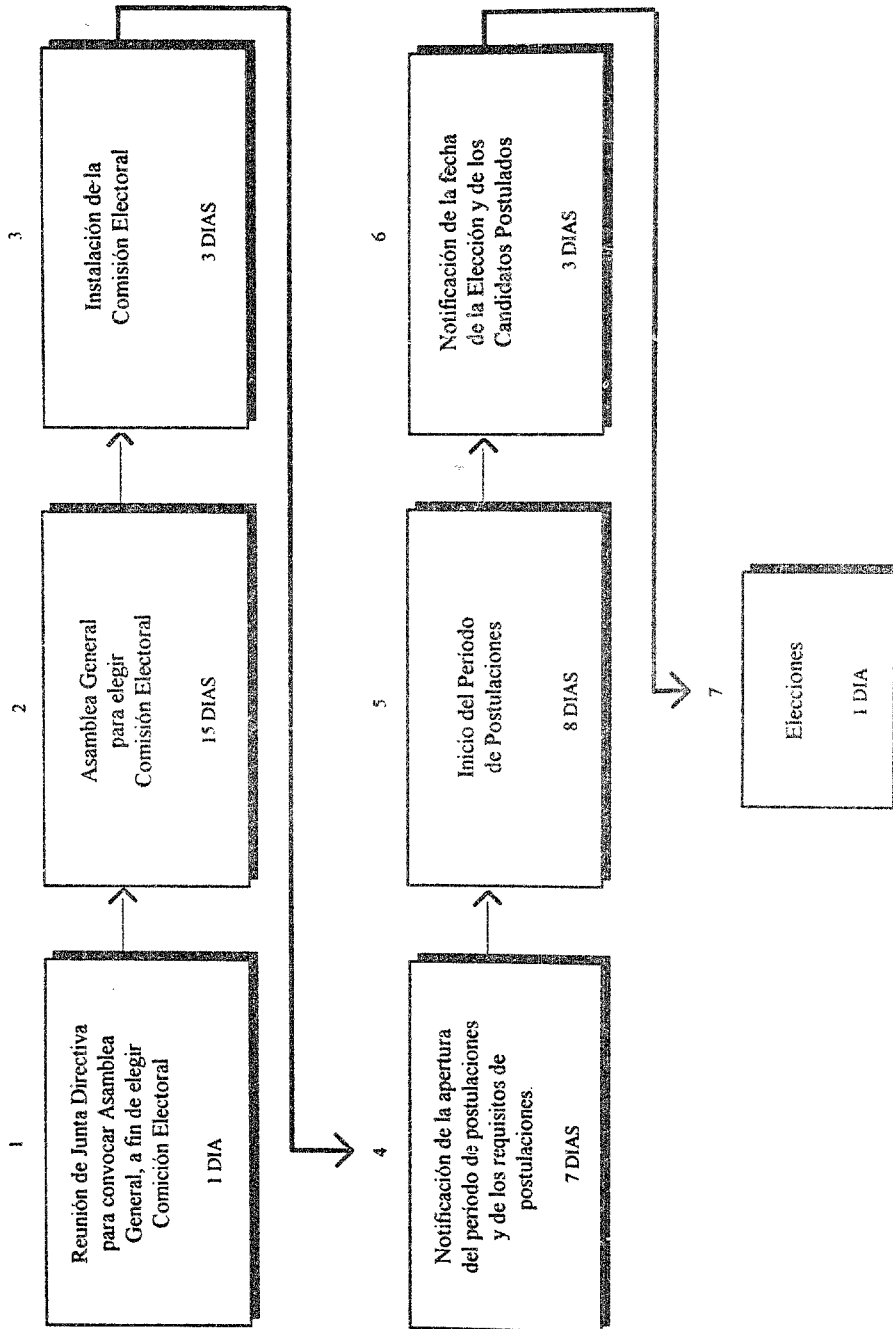 1
Reunión de Junta Directiva
para convocar Asamblea
General, a fin de elegir
Comición Electoral
1 DIA
2
Asamblea General
para elegir
Comisión Electoral
15 DIAS
3
Instalación de la
Comisión Electoral
3 DIAS
4
Notificación de la apertura
del período de postulaciones
y de los requisitos de
postulaciones.
7 DIAS
5
Inicio del Período
de Postulaciones
8 DIAS
6
Notificación de la fecha
de la Elección y de los
Candidatos Postulados
3 DIAS
7
Elecciones
1 DIA